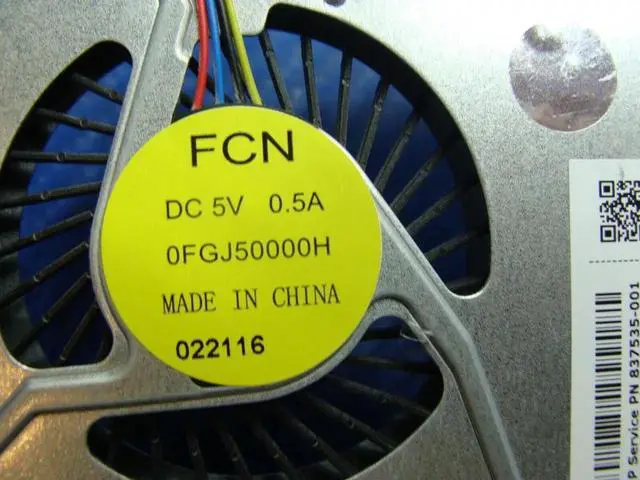 FCN
DC 5V 0.5A
0FGJ50000H
MADE IN CHINA
022116
P Service PN 837535-001